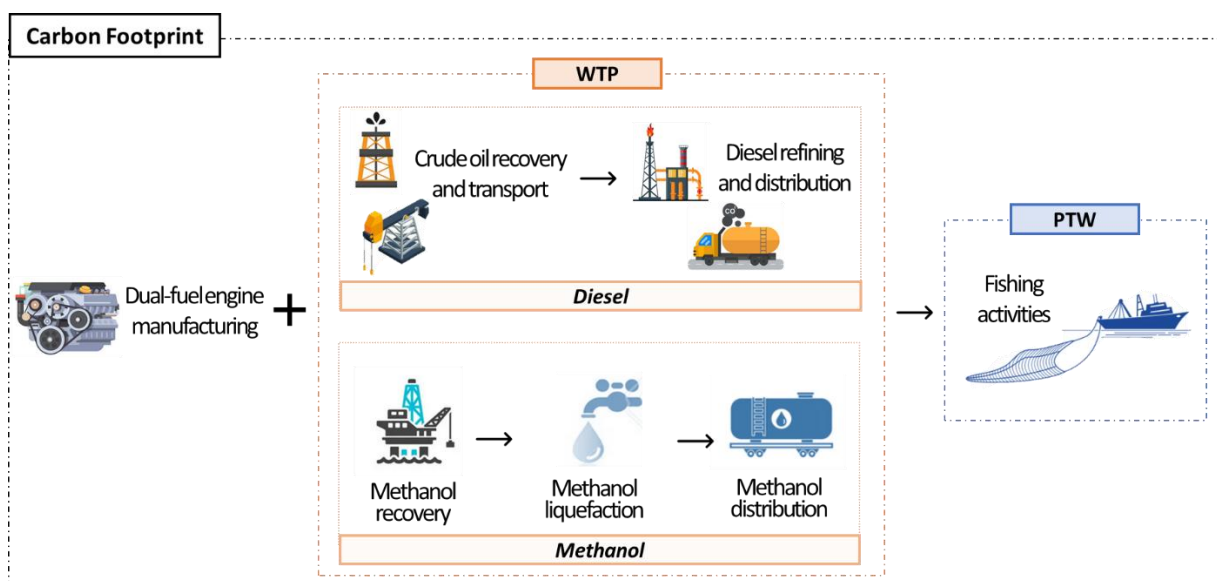 Carbon Footprint
WTP
Crude oil recovery
and transport
Diesel refining
and distribution
CO
Diesel
Dual-fuel engine
manufacturing
+
Methanol
recovery
Methanol
liquefaction
Methanol
distribution
Methanol
PTW
Fishing
activities